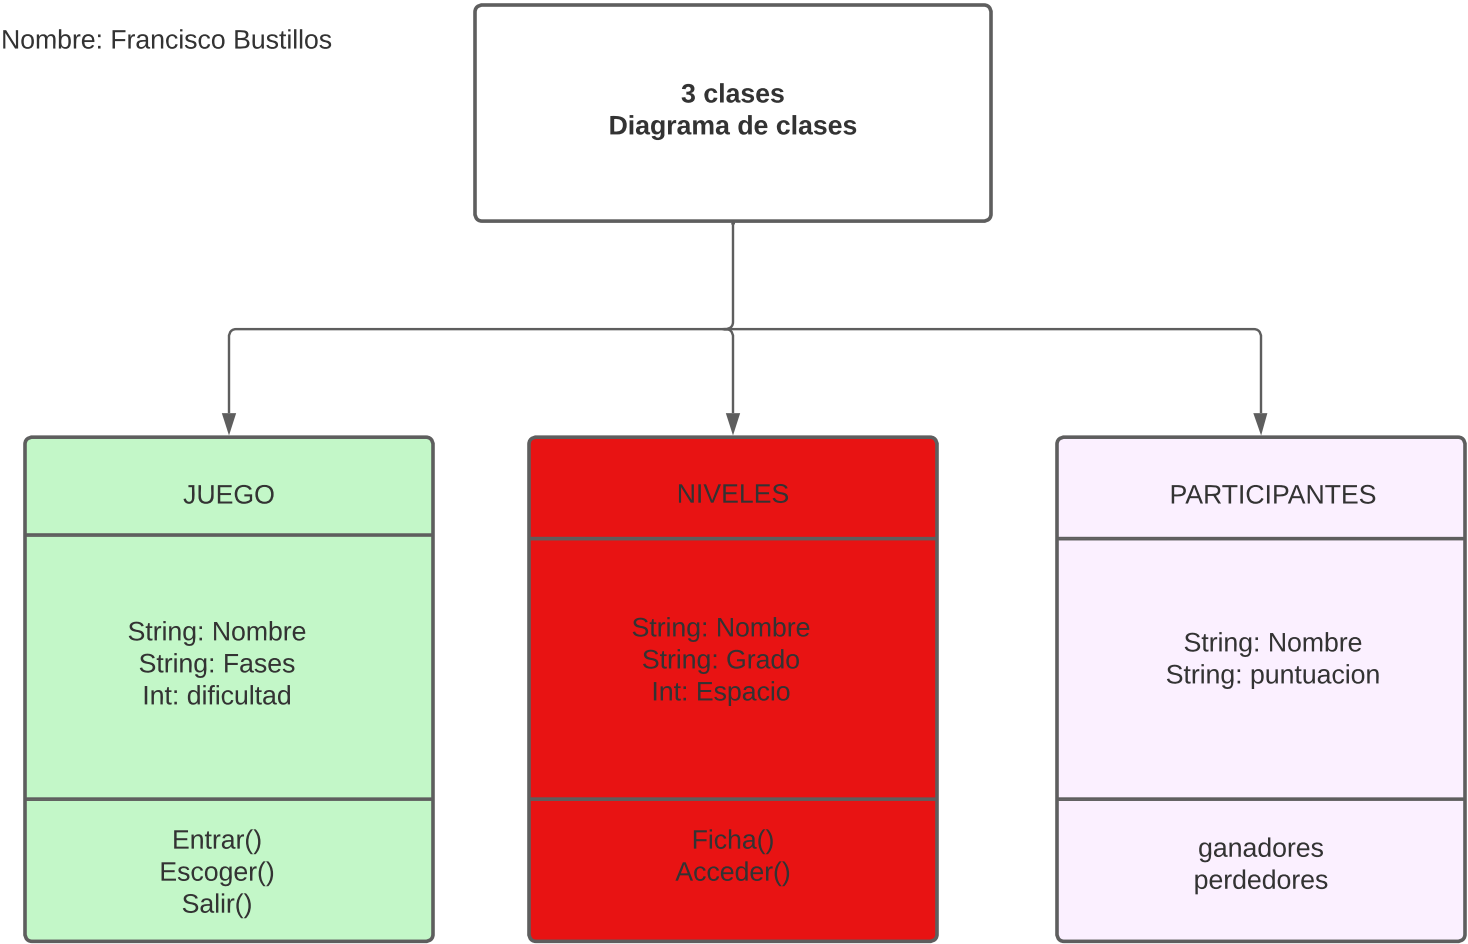 Nombre: Francisco Bustillos
3 clases
Diagrama de clases
JUEGO
String: Nombre
String: Fases
Int: dificultad
Entrar()
Escoger()
Salir()
NIVELES
String: Nombre
String: Grado
Int: Espacio
Ficha()
Acceder()
PARTICIPANTES
String: Nombre
String: puntuacion
ganadores
perdedores